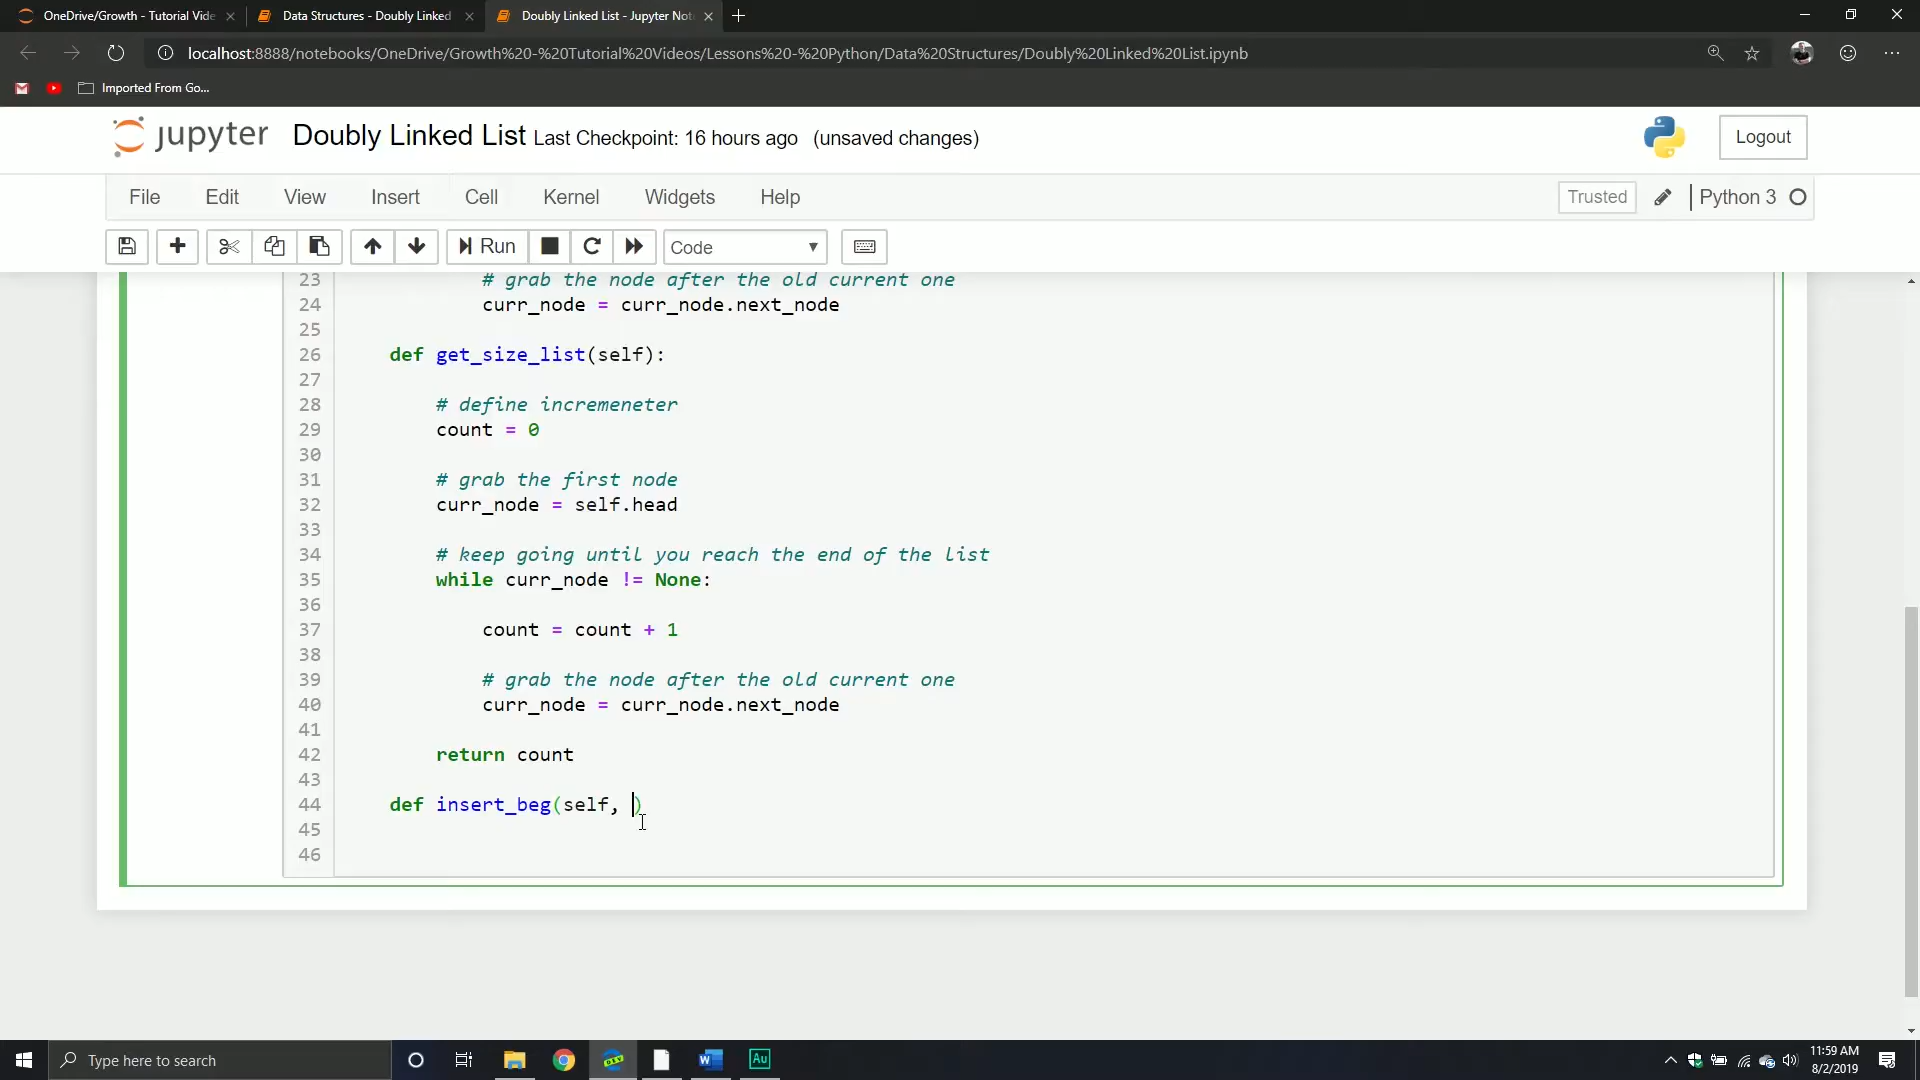 OneDrive/Growth - Tutorial Vide
Data Structures - Doubly Linked
Doubly Linked List - Jupyter Not
localhost:8888/notebooks/OneDrive/Growth%20-%20Tutorial%20Videos/Lessons%20-%20Python/Data%20Structures/Doubly%20Linked%20List.ipynb
Imported From Go...
jupyter Doubly Linked List Last Checkpoint: 16 hours ago (unsaved changes)
Logout
File Edit View Insert Cell Kernel Widgets Help
Trusted Python 3
Run Code
23 # grab the node after the old current one
24 curr_node = curr_node.next_node
25
26 def get_size_list(self):
27
28 # define incremeneter
29 count = 0
30
31 # grab the first node
32 curr_node = self.head
33
34 # keep going until you reach the end of the list
35 while curr_node != None:
36
37 count = count + 1
38
39 # grab the node after the old current one
40 curr_node = curr_node.next_node
41
42 return count
43
44 def insert_beg(self, )
45
46
Type here to search
DEV
W
Au
11:59 AM
8/2/2019